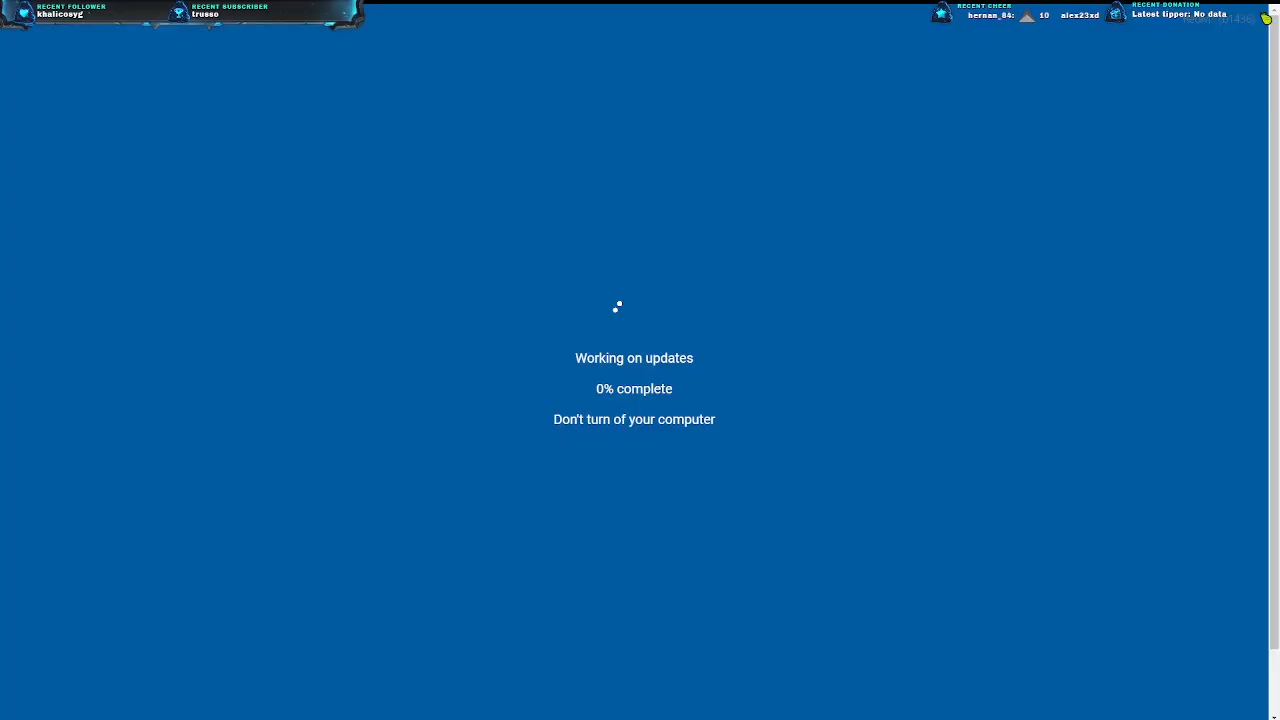 RECENT FOLLOWER
khalicosyg
RECENT SUBSCRIBER
trusso
RECENT CHEER
hernan_84: 10 alex23xd
RECENT DONATION
Latest tipper: No data
Working on updates
0% complete
Don't turn of your computer